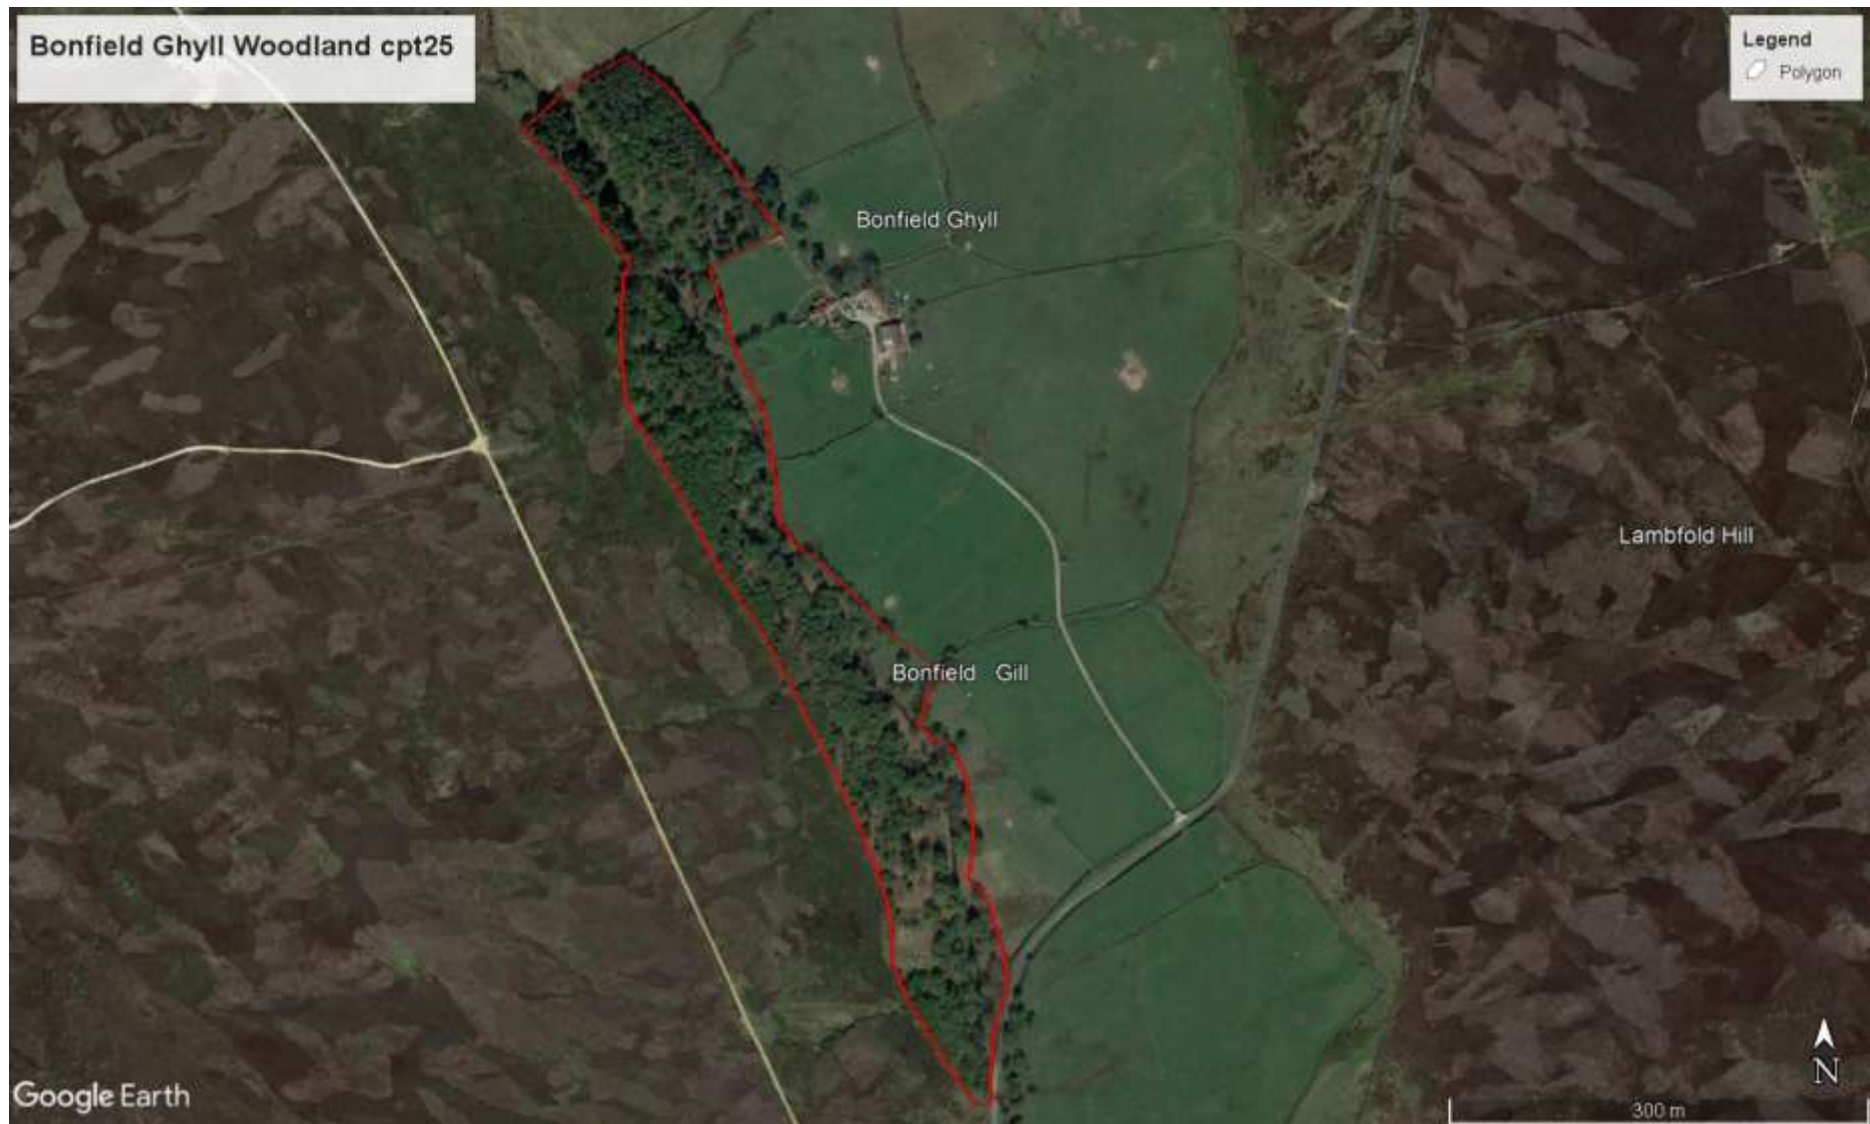 Bonfield Ghyll Woodland cpt25
Legend
Polygon
Bonfield Ghyll
Lambfold Hill
Bonfield Gill
N
Google Earth
300 m